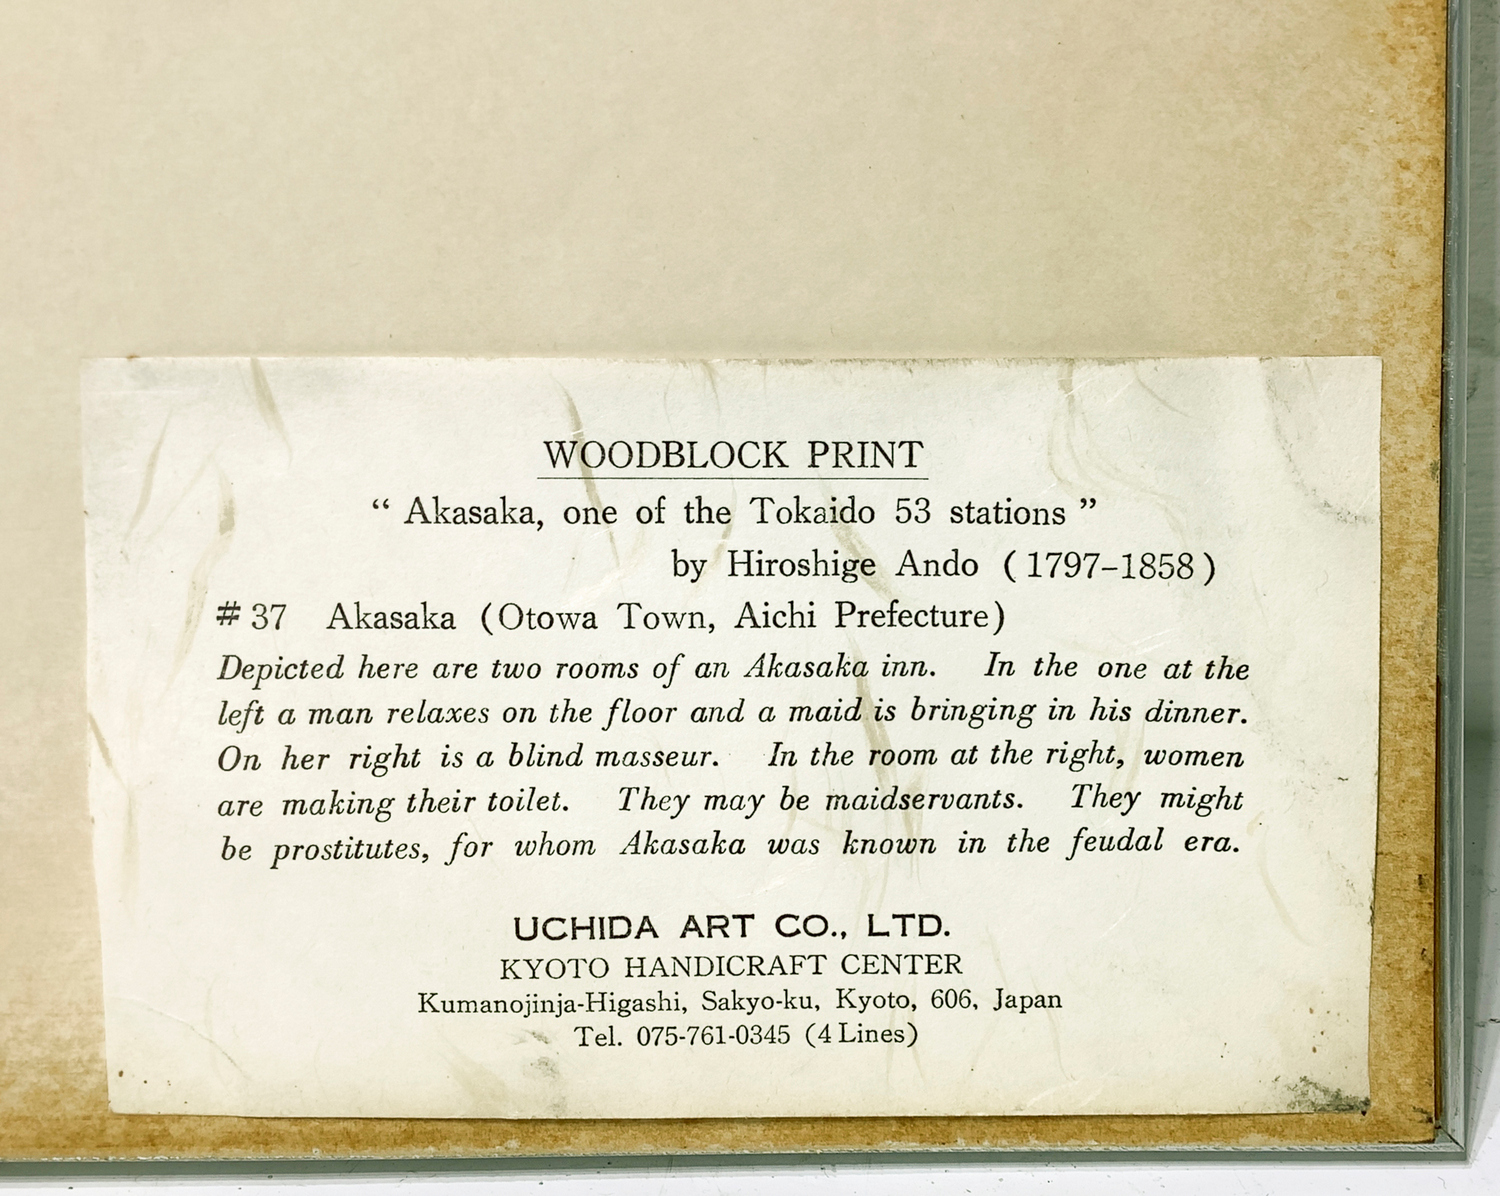 WOODBLOCK PRINT
“ Akasaka, one of the Tokaido 53 stations ”
by Hiroshige Ando (1797–1858)
# 37 Akasaka (Otowa Town, Aichi Prefecture)
Depicted here are two rooms of an Akasaka inn. In the one at the
left a man relaxes on the floor and a maid is bringing in his dinner.
On her right is a blind masseur. In the room at the right, women
are making their toilet. They may be maidservants. They might
be prostitutes, for whom Akasaka was known in the feudal era.
UCHIDA ART CO., LTD.
KYOTO HANDICRAFT CENTER
Kumanojinja-Higashi, Sakyo-ku, Kyoto, 606, Japan
Tel. 075-761-0345 (4 Lines)